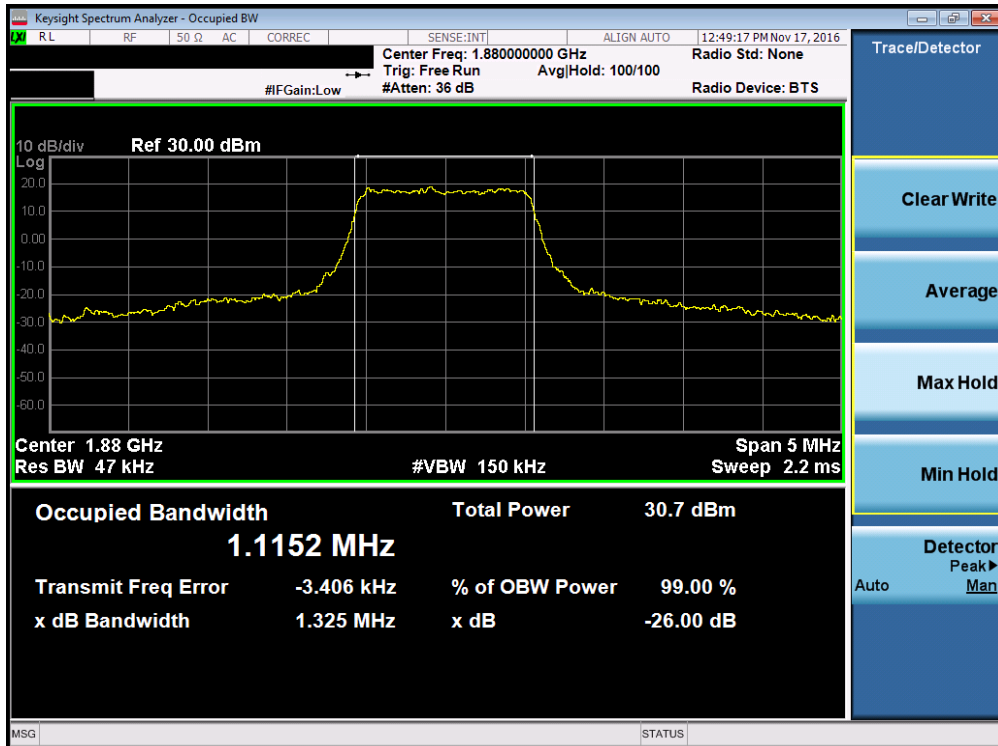 Keysight Spectrum Analyzer - Occupied BW
LXI RL RF 50 Ω AC CORREC SENSE:INT ALIGN AUTO 12:49:17 PM Nov 17, 2016
Center Freq: 1.880000000 GHz Radio Std: None
Trig: Free Run Avg|Hold: 100/100
#IFGain:Low #Atten: 36 dB Radio Device: BTS
10 dB/div Ref 30.00 dBm
Log
20.0
10.0
0.00
-10.0
-20.0
-30.0
-40.0
-50.0
-60.0
Center 1.88 GHz Span 5 MHz
Res BW 47 kHz #VBW 150 kHz Sweep 2.2 ms
Occupied Bandwidth Total Power 30.7 dBm
1.1152 MHz
Transmit Freq Error -3.406 kHz % of OBW Power 99.00 %
x dB Bandwidth 1.325 MHz x dB -26.00 dB
Trace/Detector
Clear Write
Average
Max Hold
Min Hold
Detector
Peak▶
Auto Man
MSG STATUS